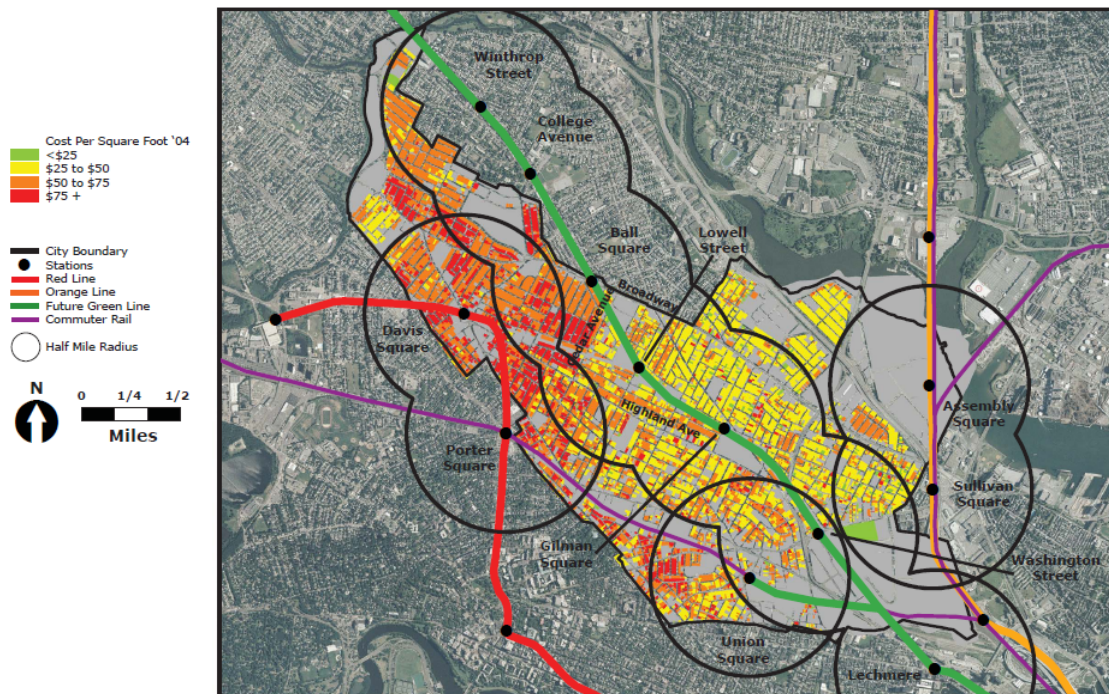 Cost Per Square Foot ‘04
<$25
$25 to $50
$50 to $75
$75 +
City Boundary
Stations
Red Line
Orange Line
Future Green Line
Commuter Rail
Half Mile Radius
N
0 1/4 1/2
Miles
Winthrop
Street
College
Avenue
Ball
Square
Lowell
Street
Broadway
Cedar Avenue
Davis
Square
Highland Ave
Porter
Square
Assembly
Square
Sullivan
Square
Gilman
Square
Washington
Street
Union
Square
Lechmere